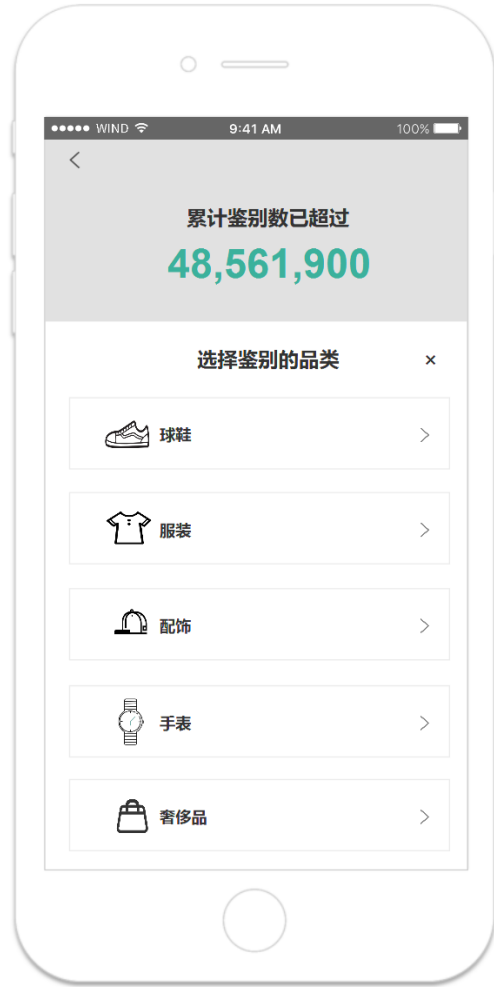 WIND 9:41 AM 100%
累计鉴别数已超过
48,561,900
选择鉴别的品类 ×
球鞋
服装
配饰
手表
奢侈品